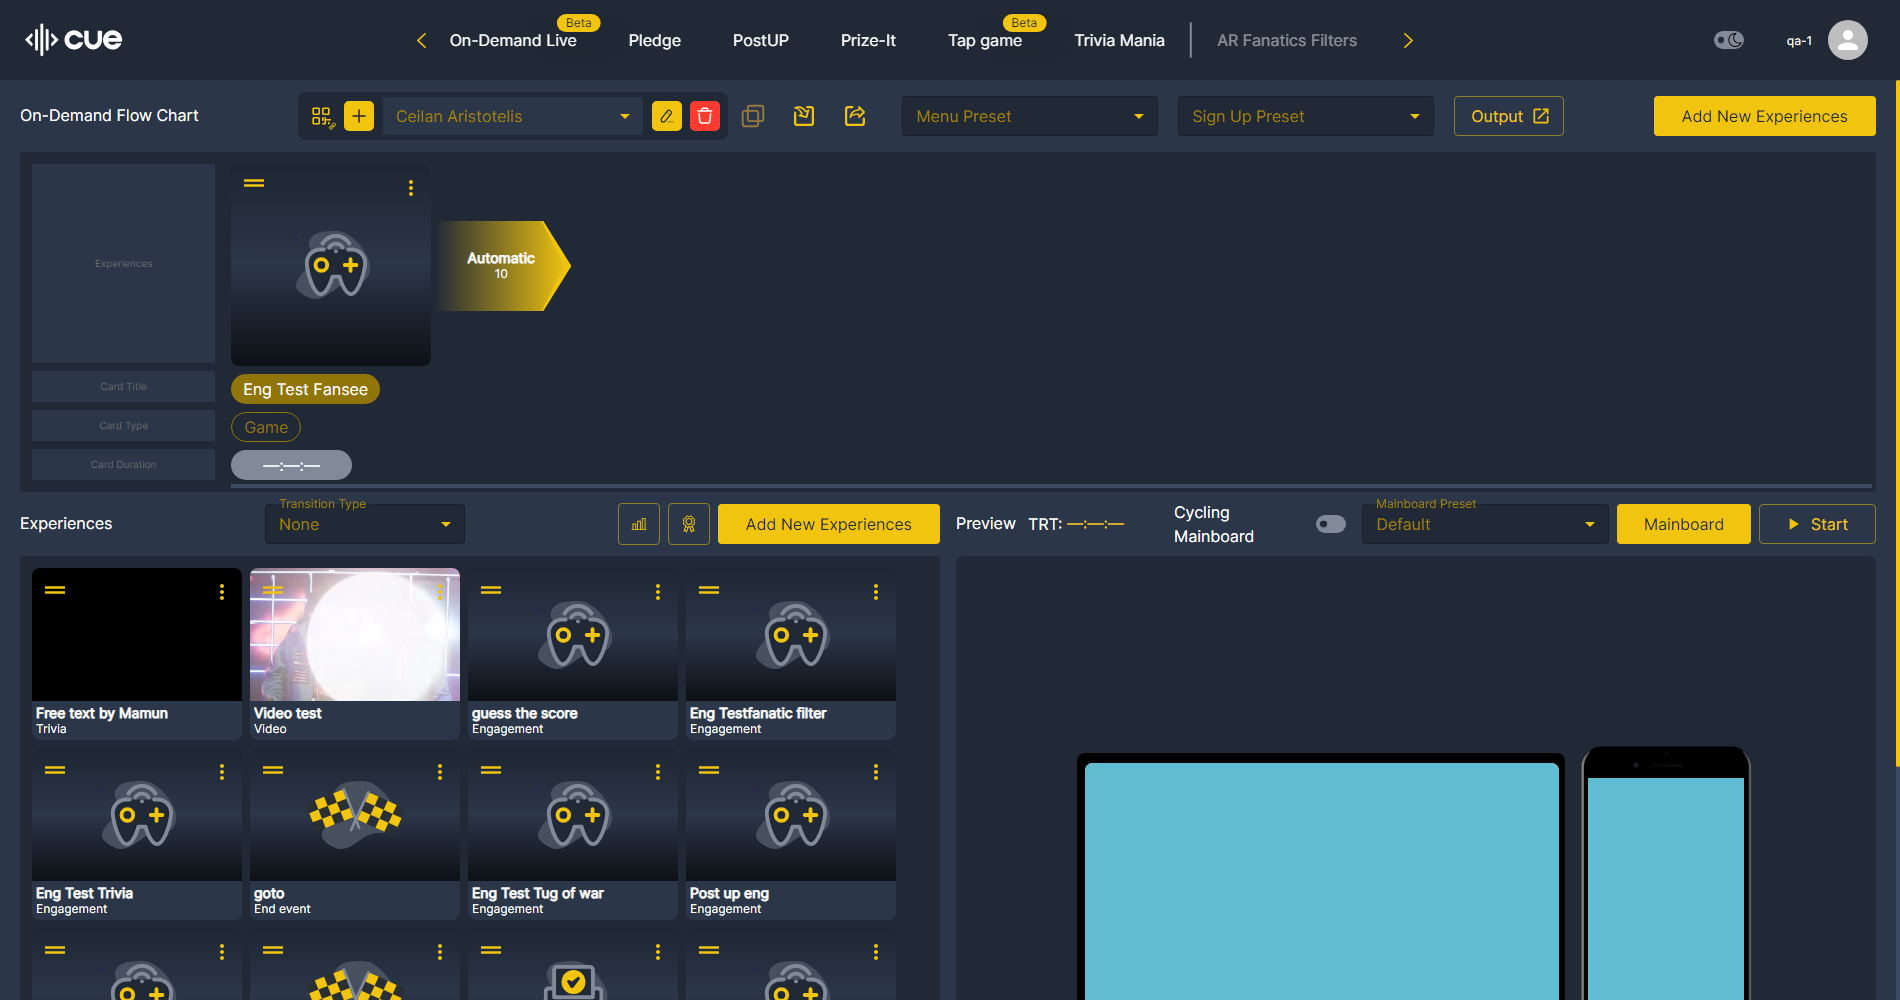 cue
On-Demand Live
Beta
Pledge
PostUP
Prize-It
Tap game
Beta
Trivia Mania
AR Fanatics Filters
qa-1
On-Demand Flow Chart
Ceilan Aristotelis
Menu Preset
Sign Up Preset
Output
Add New Experiences
Experiences
Automatic
10
Card Title
Eng Test Fansee
Card Type
Game
Card Duration
—:—:—
Experiences
Transition Type
None
Add New Experiences
Preview
TRT: —:—:—
Cycling
Mainboard
Mainboard Preset
Default
Mainboard
Start
Free text by Mamun
Trivia
Video test
Video
guess the score
Engagement
Eng Testfanatic filter
Engagement
Eng Test Trivia
Engagement
goto
End event
Eng Test Tug of war
Engagement
Post up eng
Engagement